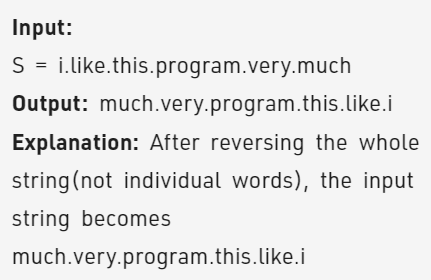 Input:
S = i.like.this.program.very.much
Output: much.very.program.this.like.i
Explanation: After reversing the whole
string(not individual words), the input
string becomes
much.very.program.this.like.i